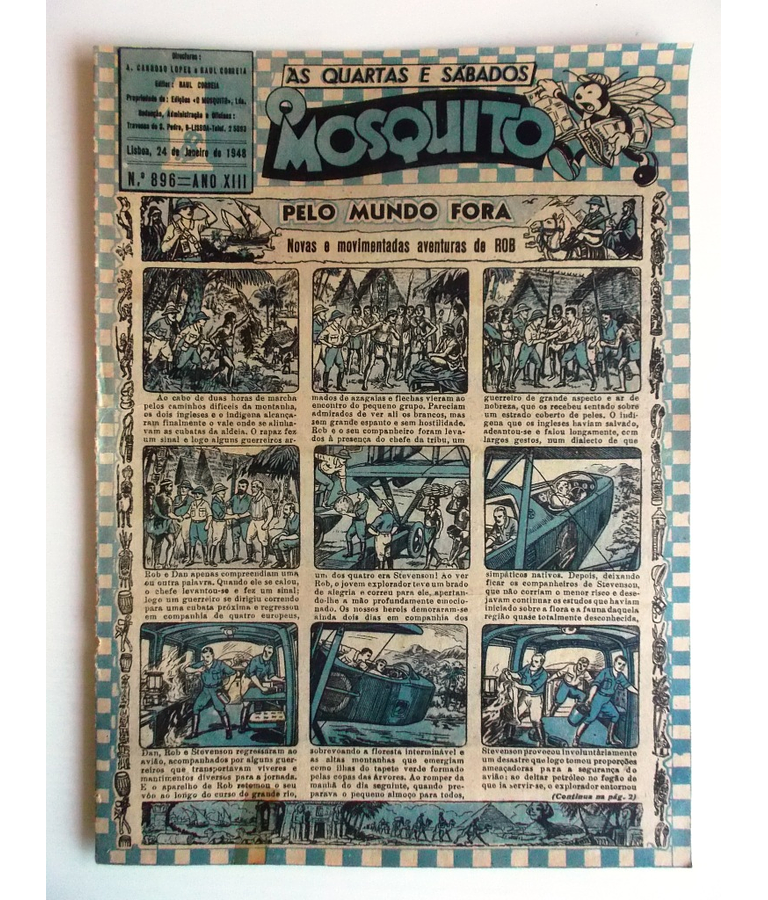 Directores:
A. CARDOSO LOPES e RAUL CORREIA
Editor: RAUL CORREIA
Propriedade de: Edições «O MOSQUITO», Lda.
Redacção, Administração e Oficinas:
Travessa de S. Pedro, 9-LISBOA-Telef.
Lisboa, 24 de Janeiro de 1948
N.º 896=ANO XIII
ÀS QUARTAS E SÁBADOS
O MOSQUITO
PELO MUNDO FORA
Novas e movimentadas aventuras de ROB
Ao cabo de duas horas de marcha
pelos caminhos difíceis da montanha,
os dois ingleses e o indígena alcança-
ram finalmente o vale onde se alinha-
vam as cubatas da aldeia. O rapaz fez
um sinal e logo alguns guerreiros ar-
mados de azagaias e flechas vieram ao
encontro do pequeno grupo. Pareciam
admirados de ver ali os brancos, mas
sem grande espanto e sem hostilidade.
Rob e o seu companheiro foram leva-
dos à presença do chefe da tribu, um
guerreiro de grande aspecto e ar de
nobreza, que os recebeu sentado sobre
um estrado coberto de peles. O indí-
gena que os ingleses haviam salvado,
adeantou-se e falou longamente, com
largos gestos, num dialecto de que
Rob e Dan apenas compreendiam uma
ou outra palavra. Quando ele se calou,
o chefe levantou-se e fez um sinal;
logo um guerreiro se dirigiu correndo
para uma cubata próxima e regressou
em companhia de quatro europeus,
um dos quatro era Stevenson! Ao ver
Rob, o jovem explorador teve um brado
de alegria e correu para ele, apertan-
do-lhe a mão profundamente emocio-
nado. Os nossos herois demoraram-se
ainda dois dias em companhia dos
simpáticos nativos. Depois, deixando
ficar os companheiros de Stevenson,
que não corriam o menor risco e dese-
javam continuar os estudos que haviam
iniciado sobre a flora e a fauna daquela
região quase totalmente desconhecida,
Dan, Rob e Stevenson regressaram ao
avião, acompanhados por alguns guer-
reiros que transportavam víveres e
mantimentos diversos para a jornada.
E o aparelho de Rob retomou o seu
vôo ao longo do curso do grande rio,
sobrevoando a floresta interminável e
as altas montanhas que emergiam
como ilhas do tapete verde formado
pelas copas das árvores. Ao romper da
manhã do dia seguinte, quando pre-
parava o pequeno almoço para todos,
Stevenson provocou involuntàriamente
um desastre que logo tomou proporções
ameaçadoras para a segurança do
avião: ao deitar petróleo no fogão de
que ia servir-se, o explorador entornou
(Continua na pág. 2)